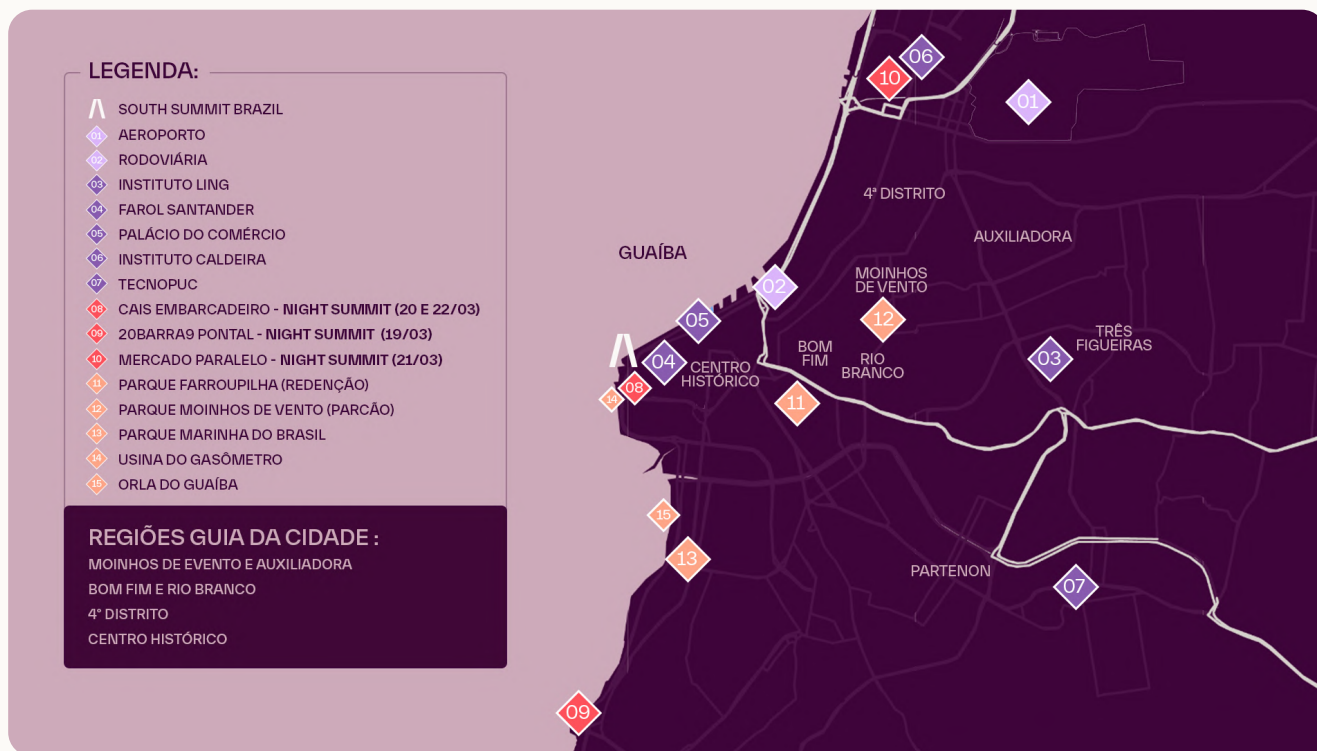 LEGENDA:
SOUTH SUMMIT BRAZIL
01 AEROPORTO
02 RODOVIÁRIA
03 INSTITUTO LING
04 FAROL SANTANDER
05 PALÁCIO DO COMÉRCIO
06 INSTITUTO CALDEIRA
07 TECNOPUC
08 CAIS EMBARCADEIRO - NIGHT SUMMIT (20 E 22/03)
09 20BARRA9 PONTAL - NIGHT SUMMIT (19/03)
10 MERCADO PARALELO - NIGHT SUMMIT (21/03)
11 PARQUE FARROUPILHA (REDENÇÃO)
12 PARQUE MOINHOS DE VENTO (PARCÃO)
13 PARQUE MARINHA DO BRASIL
14 USINA DO GASÔMETRO
15 ORLA DO GUAÍBA
REGIÕES GUIA DA CIDADE :
MOINHOS DE EVENTO E AUXILIADORA
BOM FIM E RIO BRANCO
4° DISTRITO
CENTRO HISTÓRICO
06
10
01
4° DISTRITO
AUXILIADORA
GUAÍBA
MOINHOS
DE VENTO
02
05
12
TRÊS
FIGUEIRAS
BOM
FIM
RIO
BRANCO
03
04
CENTRO
HISTÓRICO
08
14
11
15
13
PARTENON
07
09